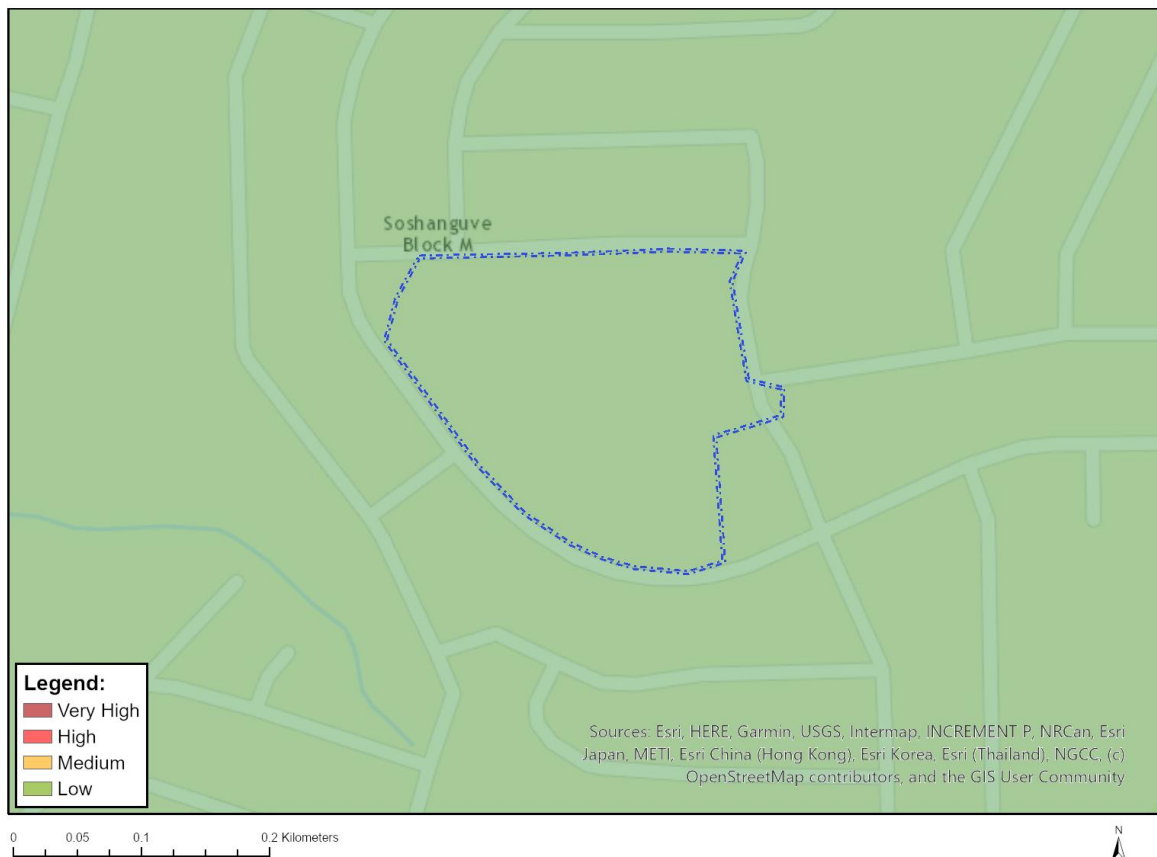 Soshanguve
Block M
Legend:
Very High
High
Medium
Low
Sources: Esri, HERE, Garmin, USGS, Intermap, INCREMENT P, NRCan, Esri
Japan, METI, Esri China (Hong Kong), Esri Korea, Esri (Thailand), NGCC, (c)
OpenStreetMap contributors, and the GIS User Community
0 0.05 0.1 0.2 Kilometers
N